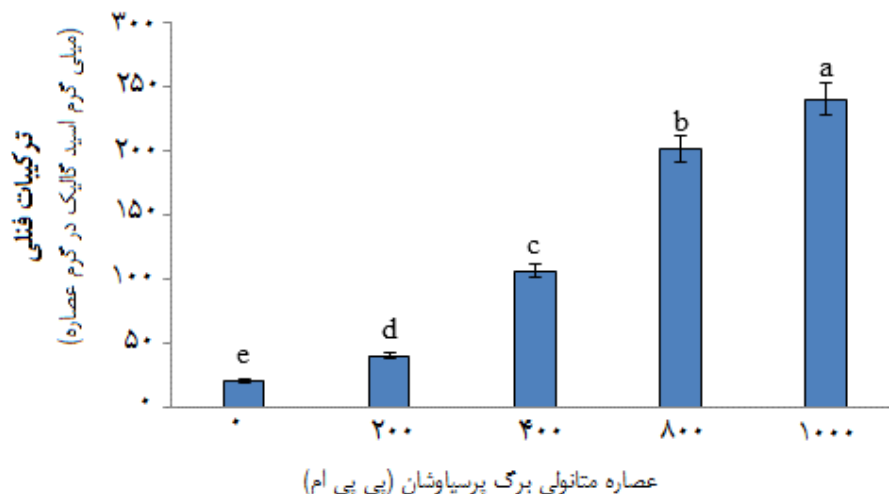 ترکیبات فنلی
(میلی گرم اسید گالیک در گرم عصاره)
۳۰۰
۲۵۰
۲۰۰
۱۵۰
۱۰۰
۵۰
۰
e
d
c
b
a
۰ ۲۰۰ ۴۰۰ ۸۰۰ ۱۰۰۰
عصاره متانولی برگ پرسیاوشان (پی پی ام)